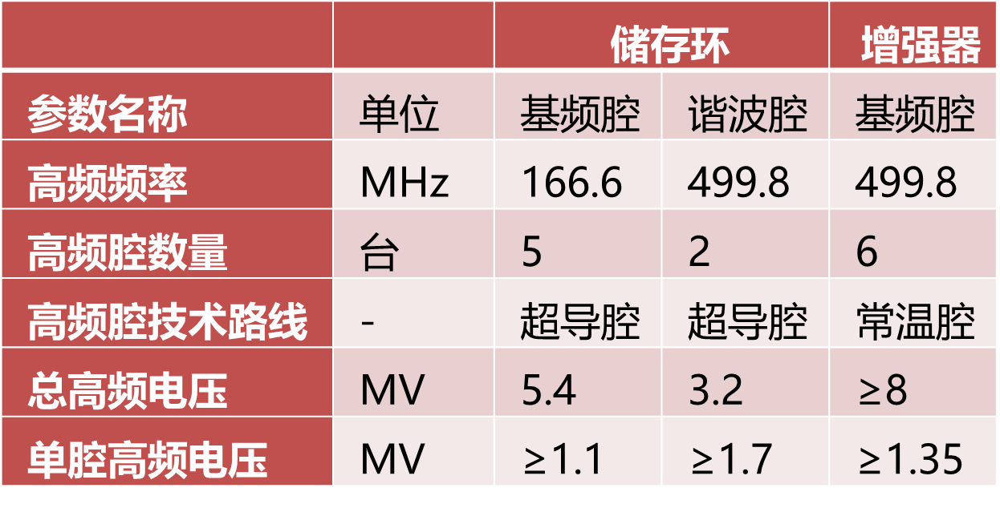 储存环 增强器
参数名称 单位 基频腔 谐波腔 基频腔
高频频率 MHz 166.6 499.8 499.8
高频腔数量 台 5 2 6
高频腔技术路线 - 超导腔 超导腔 常温腔
总高频电压 MV 5.4 3.2 ≥8
单腔高频电压 MV ≥1.1 ≥1.7 ≥1.35